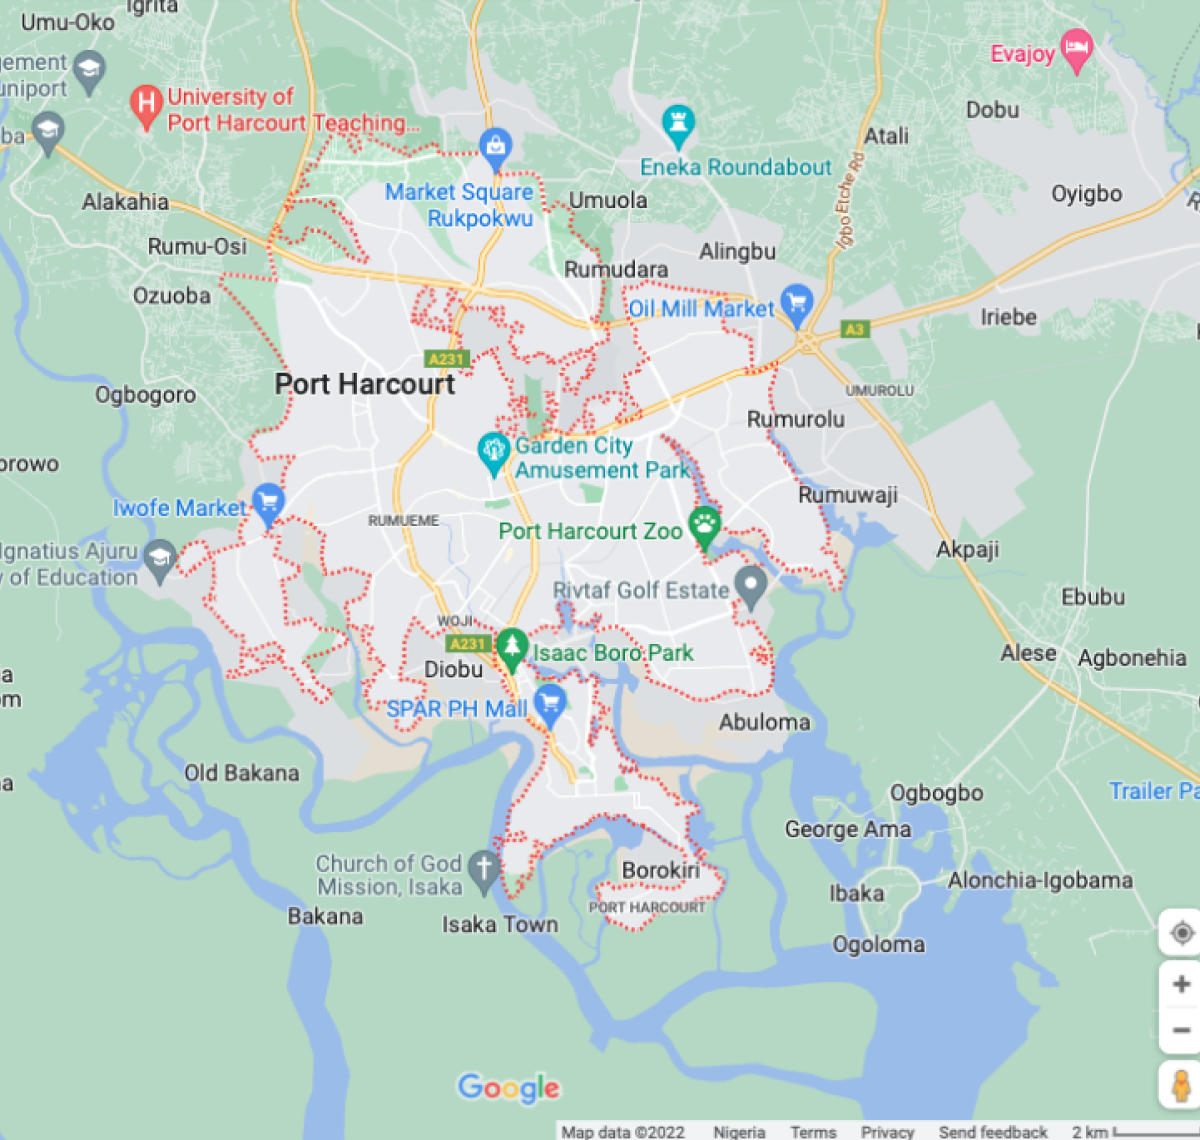 Igrita
Umu-Oko
gement
uniport
University of
Port Harcourt Teaching...
ba
Evajoy
Dobu
Atali
Eneka Roundabout
Igbo Etche Rd
Alakahia
Market Square
Rukpokwu
Umuola
Oyigbo
Rumu-Osi
Alingbu
Rumudara
Ozuoba
Oil Mill Market
Iriebe
A3
A231
Port Harcourt
Ogbogoro
UMUROLU
Rumurolu
Garden City
Amusement Park
orowo
Rumuwaji
Iwofe Market
RUMUEME
Port Harcourt Zoo
Ignatius Ajuru
y of Education
Akpaji
Rivtaf Golf Estate
Ebubu
WOJI
A231
Isaac Boro Park
Alese
Agbonehia
Diobu
a
om
SPAR PH Mall
Abuloma
Old Bakana
a
Ogbogbo
Trailer Pa
George Ama
Church of God
Mission, Isaka
Borokiri
Ibaka
Alonchia-Igobama
PORT HARCOURT
Bakana
Isaka Town
Ogoloma
Google
Map data ©2022 Nigeria Terms Privacy Send feedback 2 km